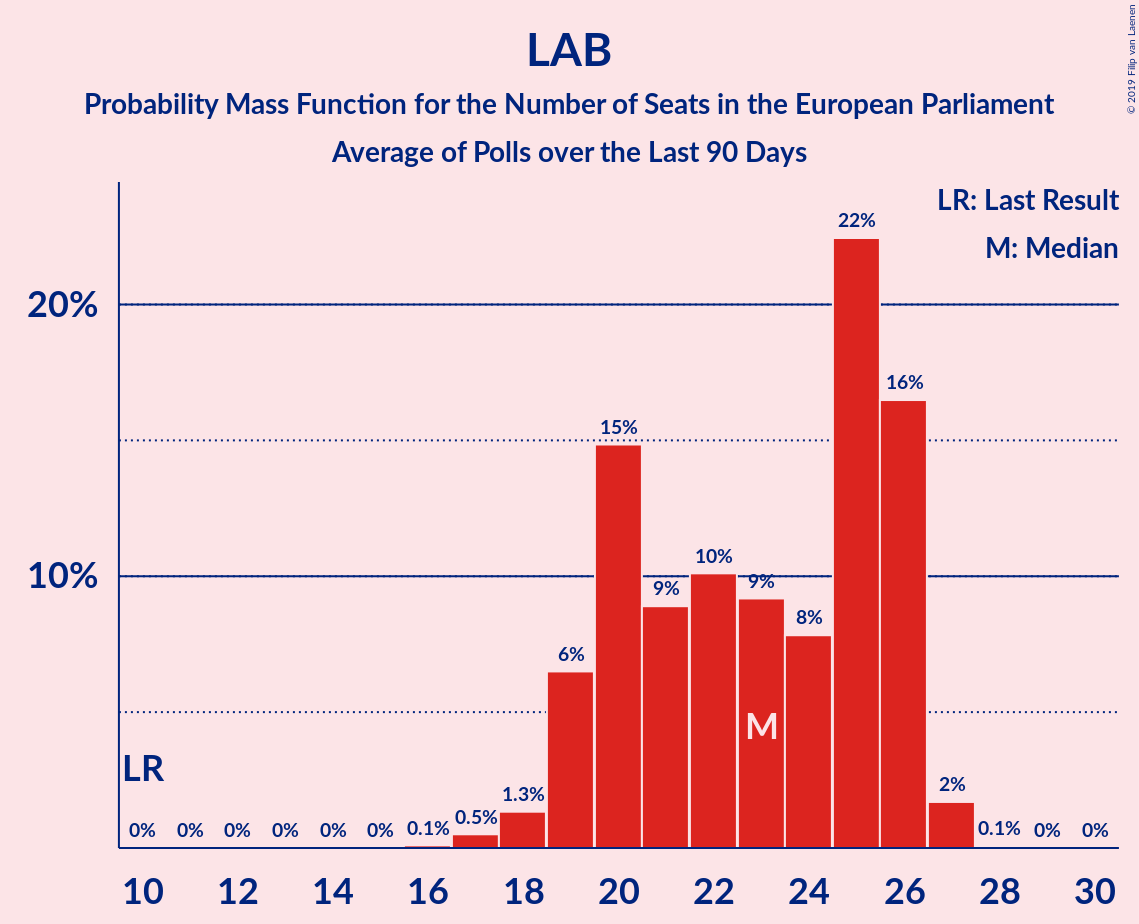 LAB
Probability Mass Function for the Number of Seats in the European Parliament
Average of Polls over the Last 90 Days
© 2019 Filip van Laenen
LR: Last Result
M: Median
20%
10%
22%
16%
15%
10%
9%
9%
8%
6%
M
LR
2%
1.3%
0.5%
0% 0% 0% 0% 0% 0% 0.1% 0.1% 0% 0%
10 12 14 16 18 20 22 24 26 28 30